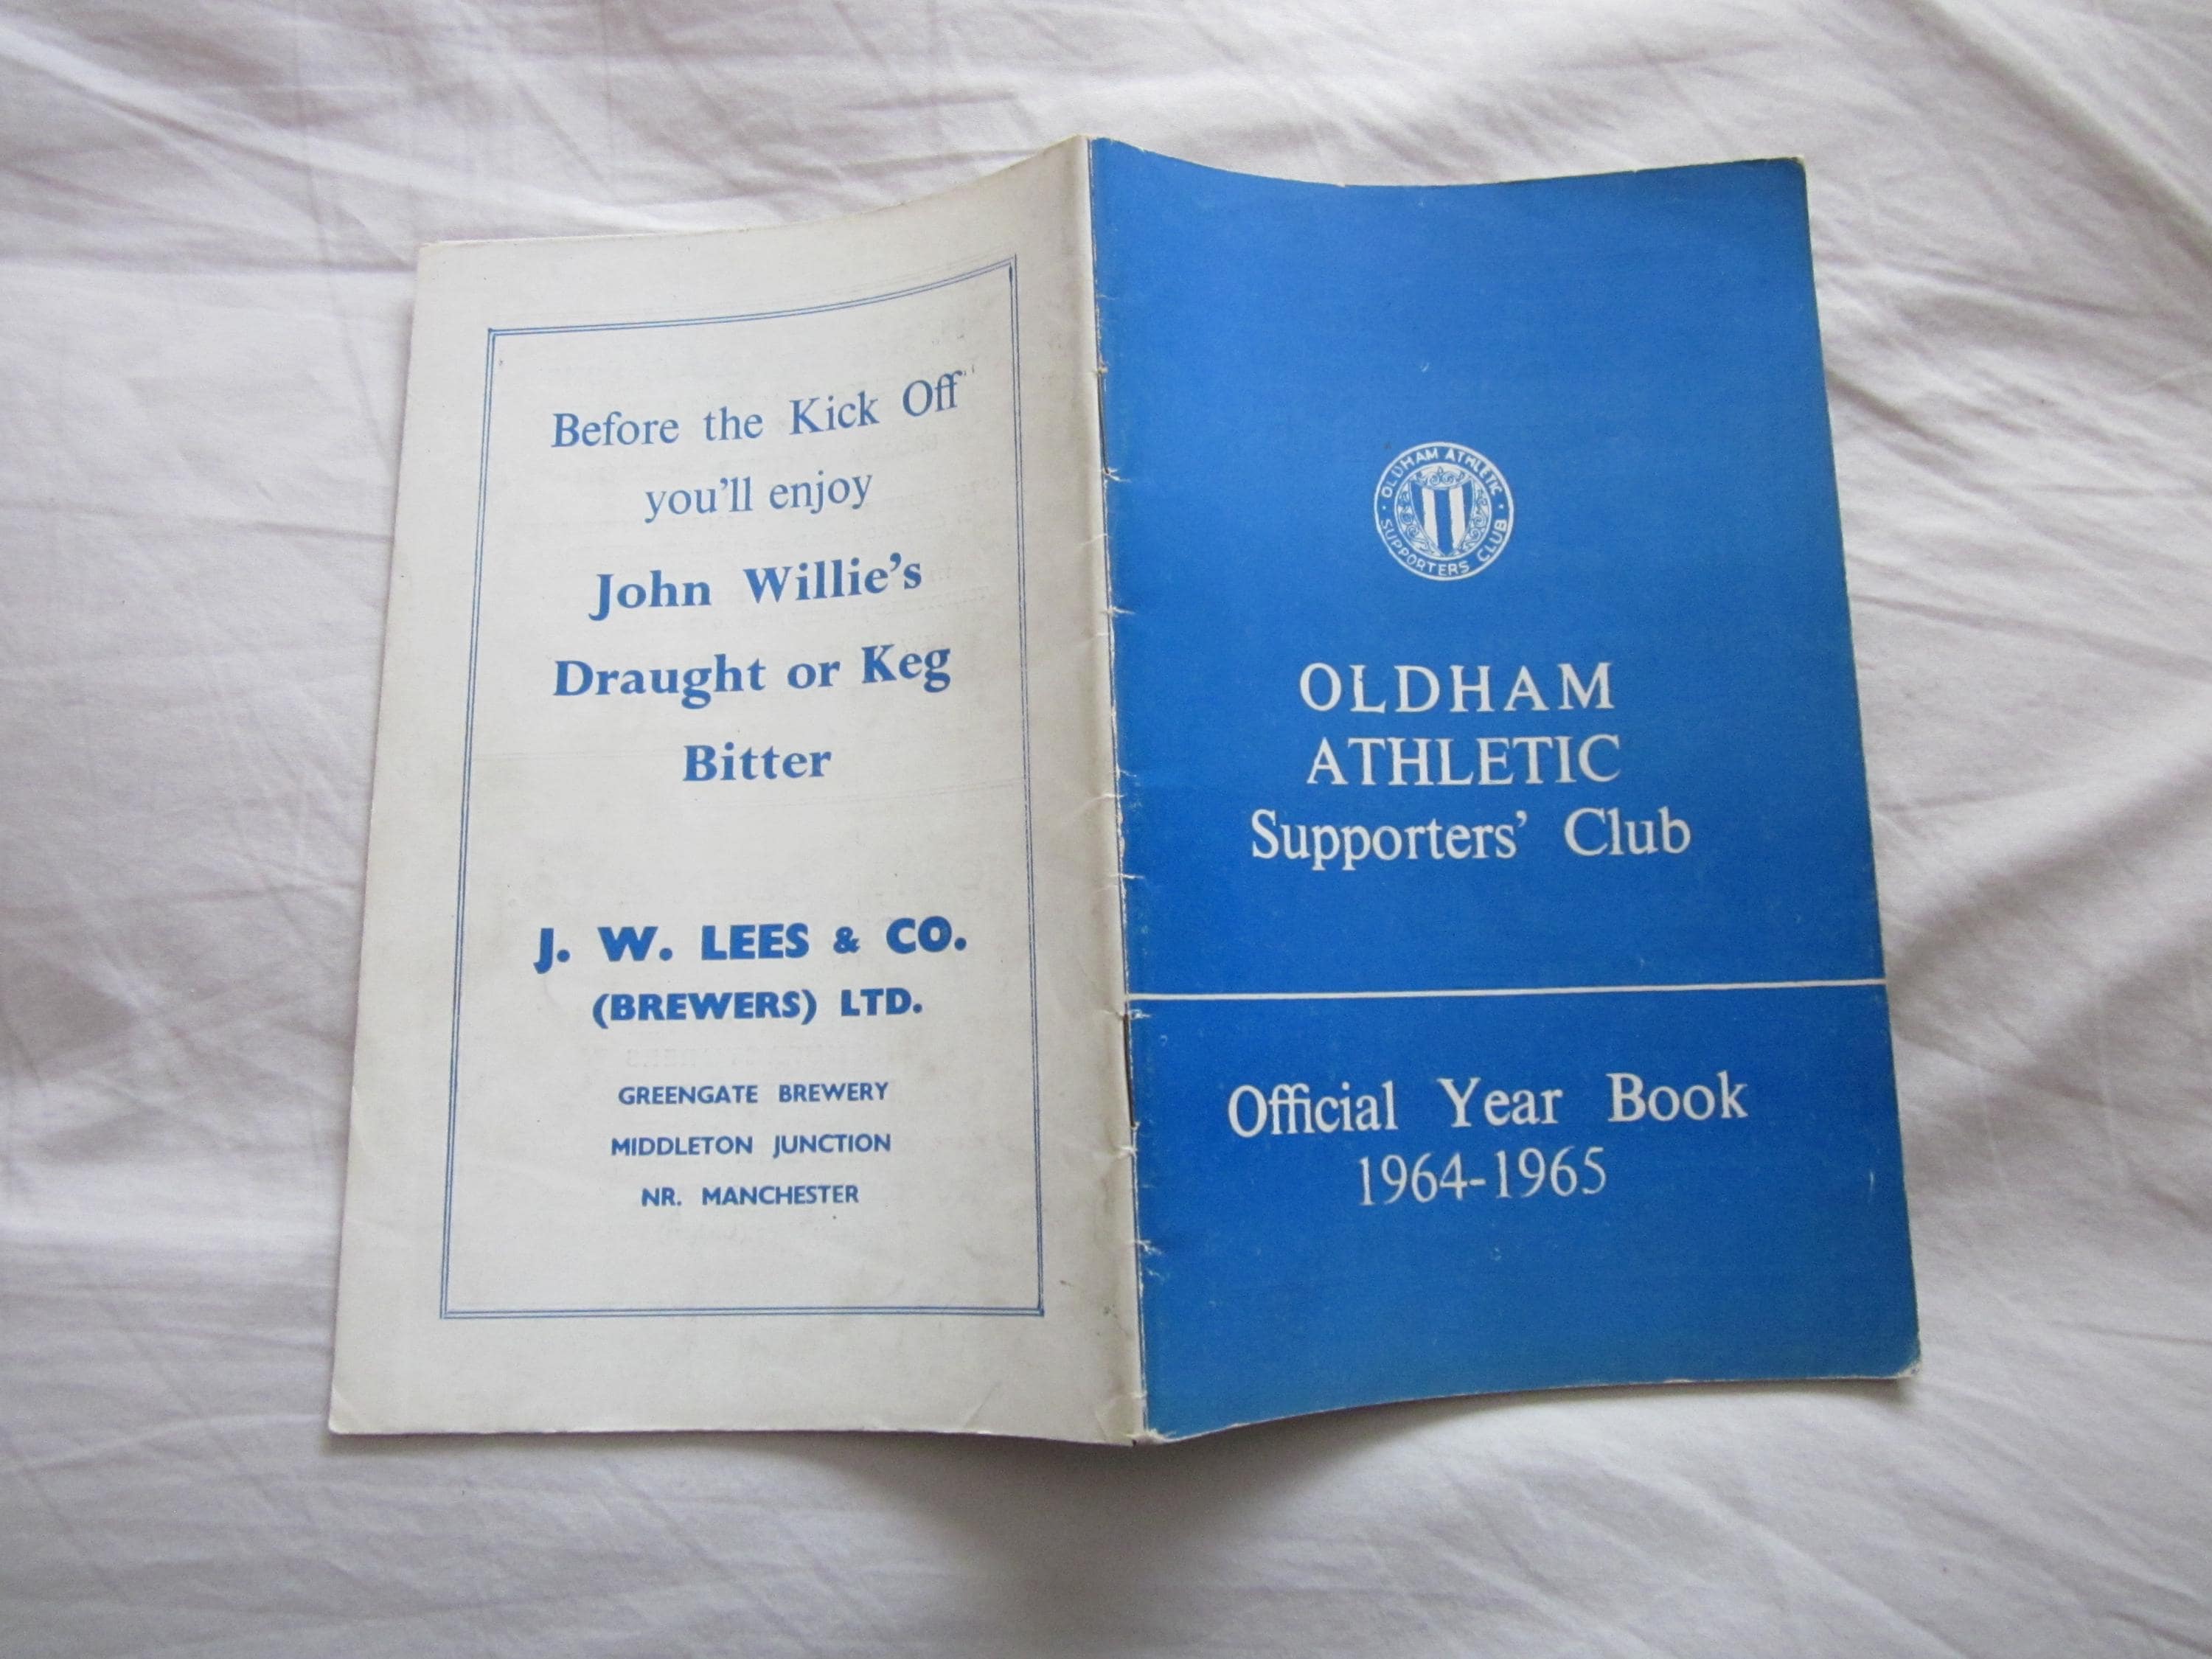 Before the Kick Off
you'll enjoy
John Willie's
Draught or Keg
Bitter
J. W. LEES & CO.
(BREWERS) LTD.
GREENGATE BREWERY
MIDDLETON JUNCTION
NR. MANCHESTER
OLDHAM ATHLETIC
SUPPORTERS CLUB
OLDHAM
ATHLETIC
Supporters' Club
Official Year Book
1964-1965